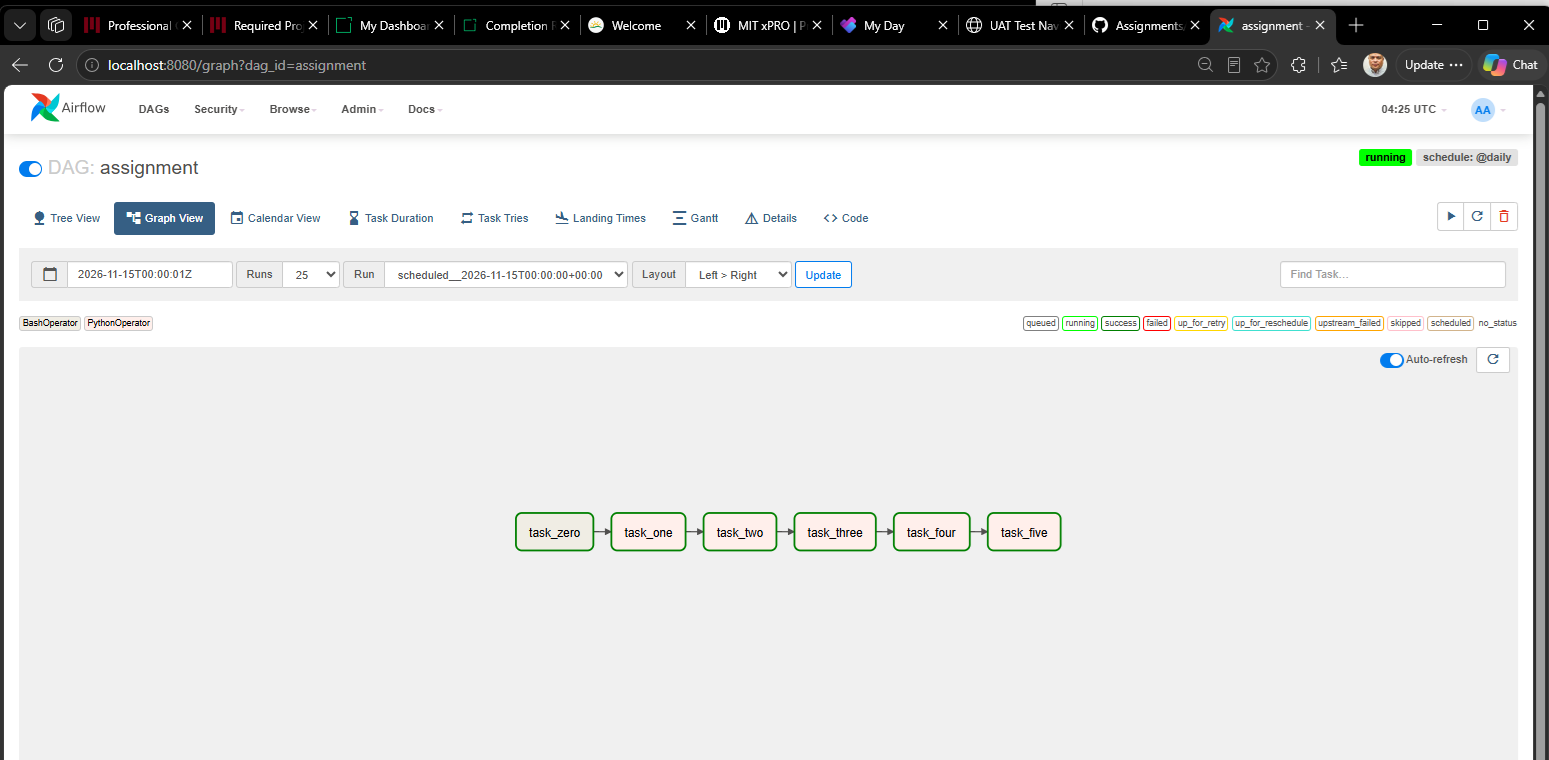 Professional C
Required Pro
My Dashboa
Completion R
Welcome
MIT xPRO | P
My Day
UAT Test Nav
Assignments
assignment -
localhost:8080/graph?dag_id=assignment
Update
Chat
Airflow
DAGs
Security
Browse
Admin
Docs
04:25 UTC
AA
DAG: assignment
running
schedule: @daily
Tree View
Graph View
Calendar View
Task Duration
Task Tries
Landing Times
Gantt
Details
<> Code
2026-11-15T00:00:01Z
Runs
25
Run
scheduled__2026-11-15T00:00:00+00:00
Layout
Left > Right
Update
Find Task...
BashOperator
PythonOperator
queued
running
success
failed
up_for_retry
up_for_reschedule
upstream_failed
skipped
scheduled
no_status
Auto-refresh
task_zero
task_one
task_two
task_three
task_four
task_five